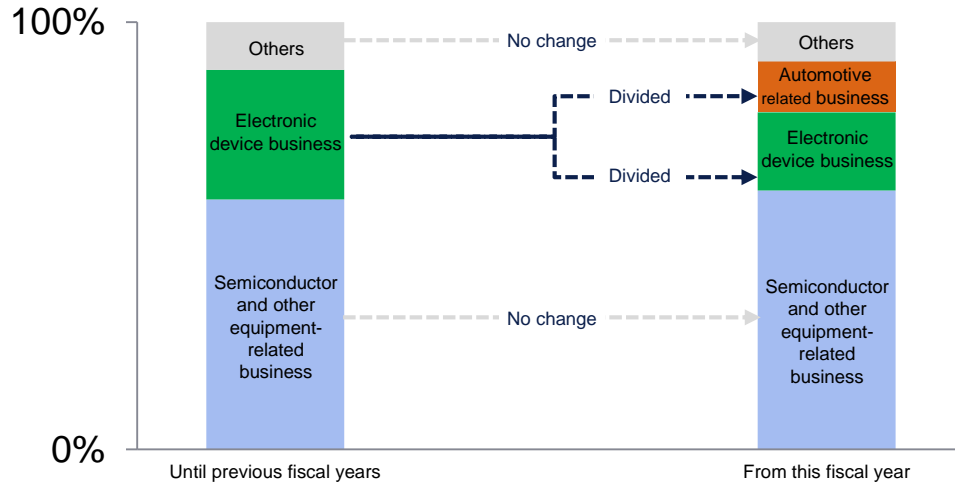 100%
Others
No change
Others
Automotive
related business
Divided
Electronic
device business
Electronic
device business
Divided
Semiconductor
and other
equipment-
related
business
No change
Semiconductor
and other
equipment-
related
business
0%
Until previous fiscal years
From this fiscal year